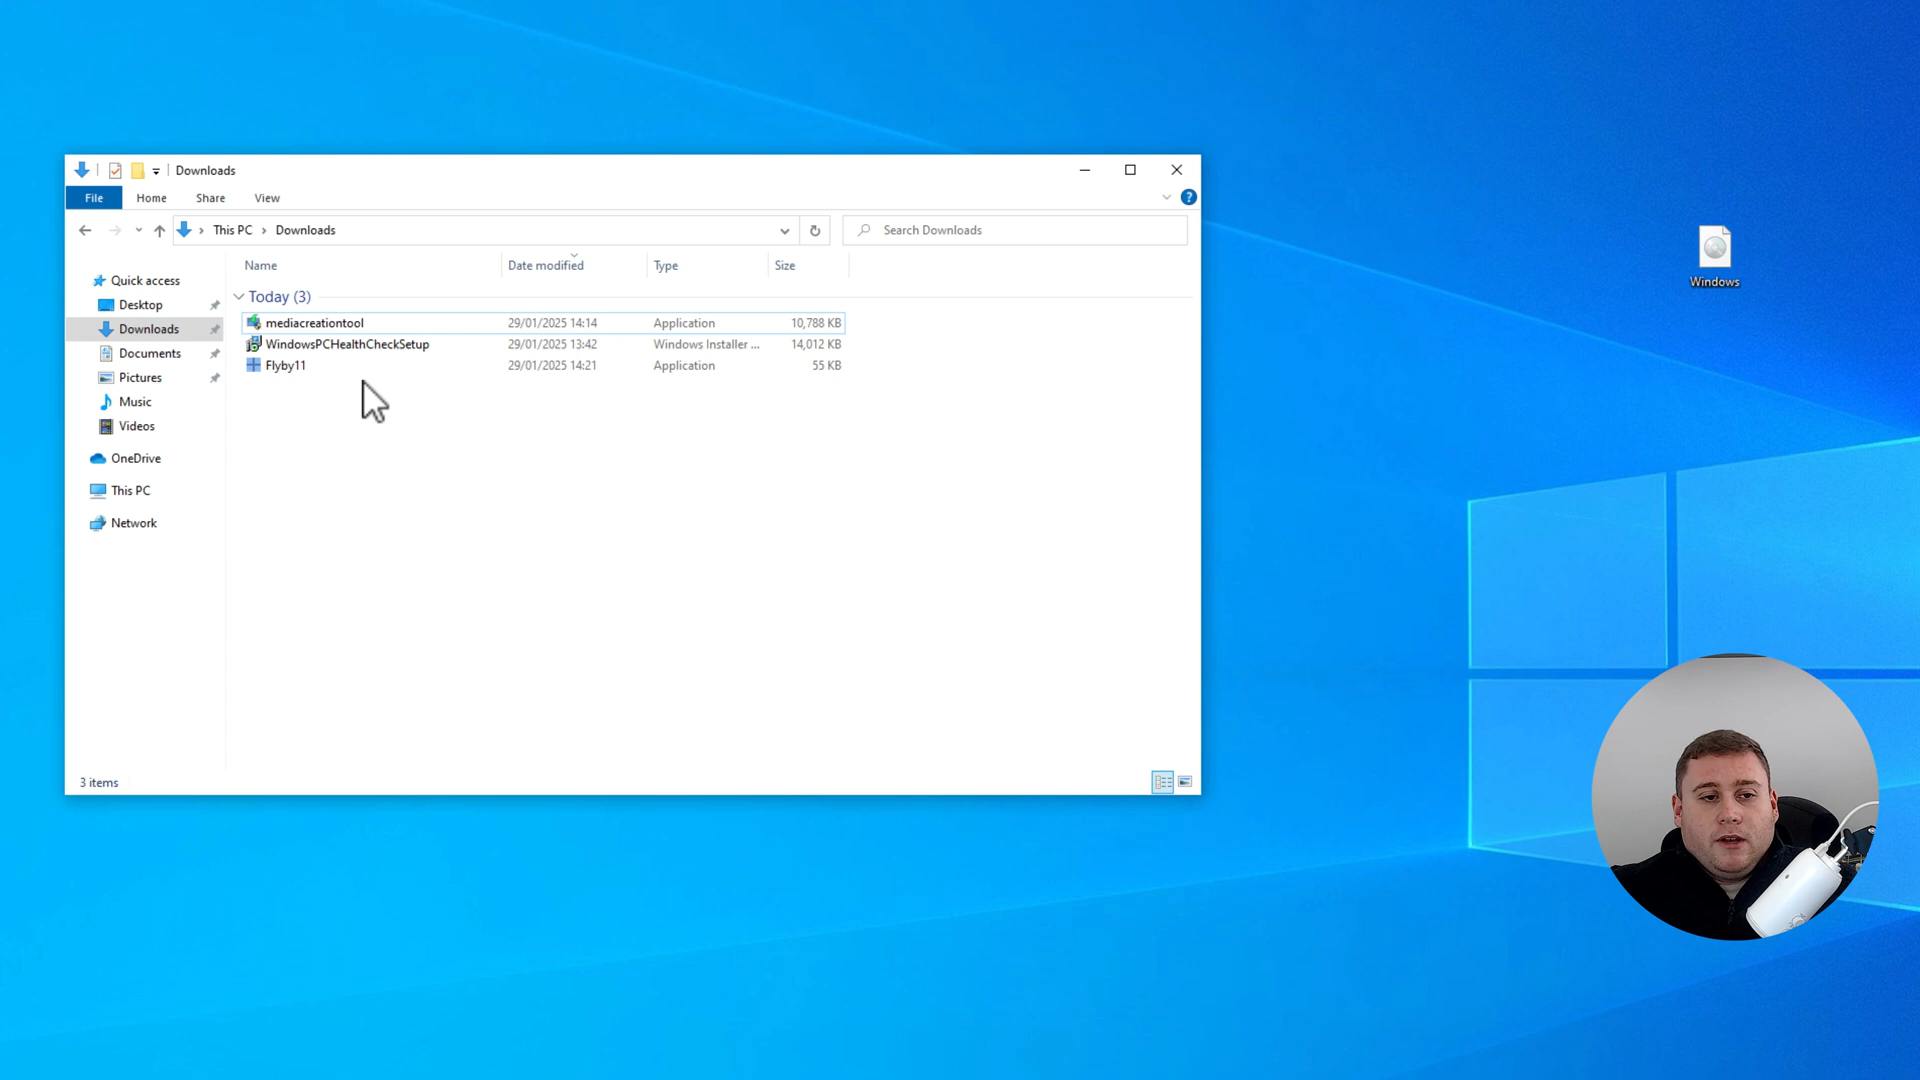 Downloads
File Home Share View
This PC Downloads
Search Downloads
Name Date modified Type Size
Quick access
Desktop
Downloads
Documents
Pictures
Music
Videos
OneDrive
This PC
Network
Today (3)
mediacreationtool 29/01/2025 14:14 Application 10,788 KB
WindowsPCHealthCheckSetup 29/01/2025 13:42 Windows Installer ... 14,012 KB
Flyby11 29/01/2025 14:21 Application 55 KB
3 items
Windows